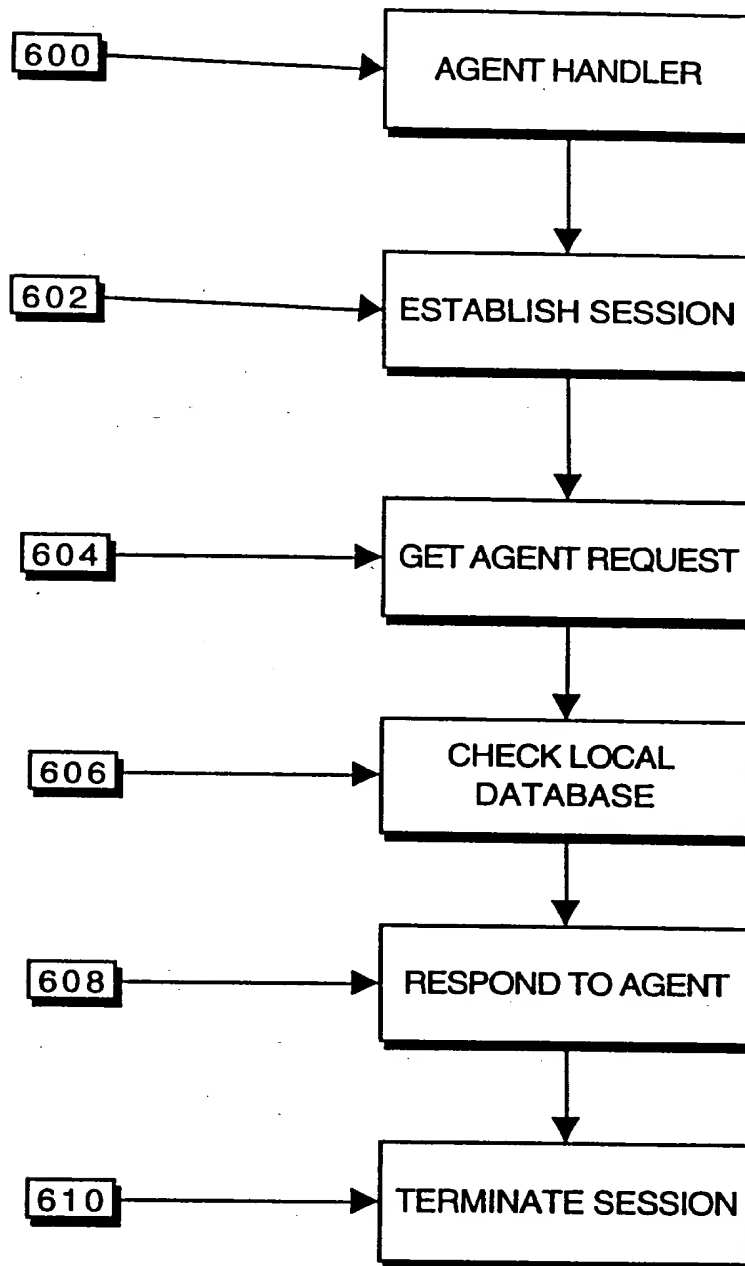 600
AGENT HANDLER
602
ESTABLISH SESSION
604
GET AGENT REQUEST
606
CHECK LOCAL
DATABASE
608
RESPOND TO AGENT
610
TERMINATE SESSION